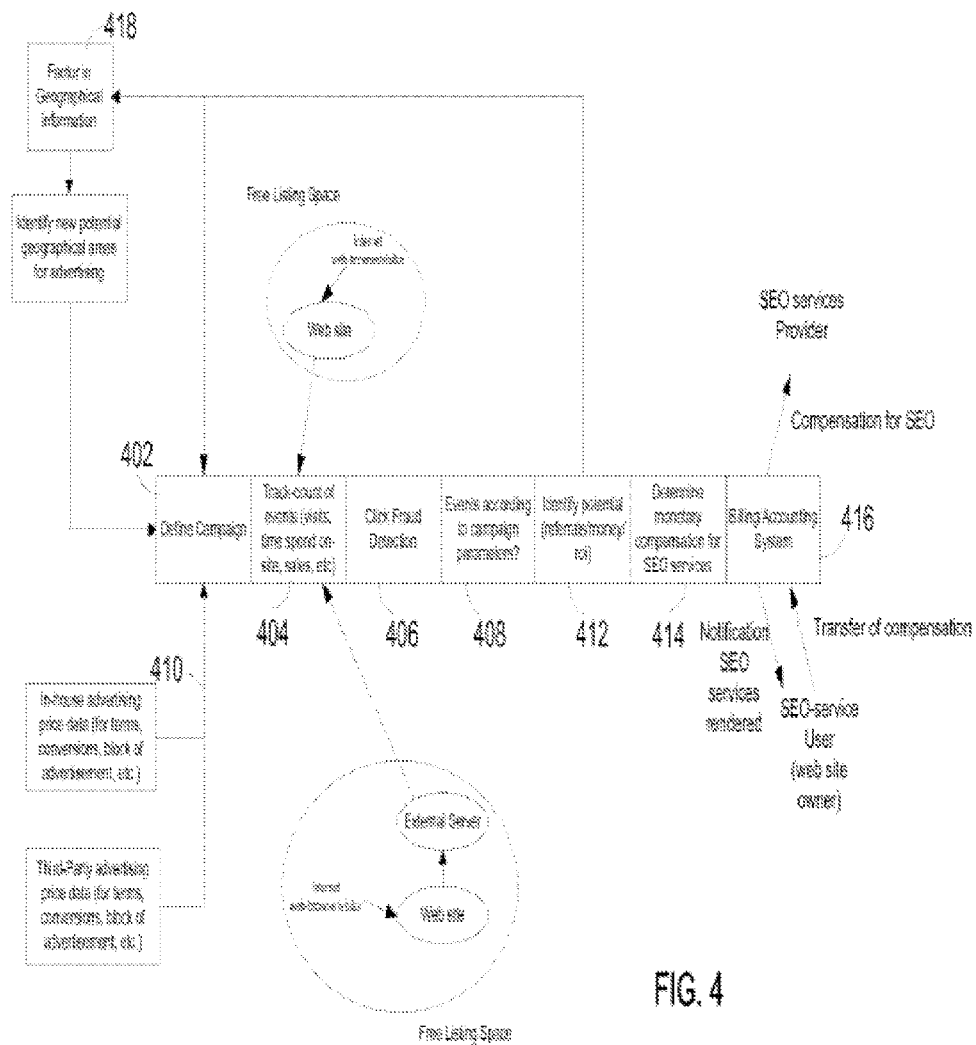 418
Factor in
Geographical
information
Identify new potential
geographical areas
for advertising
Free Listing Space
Internet
Web site
SEO services
Provider
Compensation for SEO
402
Define Campaign
Track-count of
events (visits,
time spend on-
site, sales, etc)
Click Fraud
Detection
Events according
to campaign
parameters?
Identify potential
(referrals/money/
roi)
Determine
monetary
compensation for
SEO services
Billing Accounting
System
416
404
406
408
412
414
Notification
SEO
services
rendered
Transfer of compensation
SEO-service
User
(web site
owner)
410
In-house advertising
price data (for terms,
conversions, block of
advertisement, etc.)
Third-Party advertising
price data (for terms,
conversions, block of
advertisement, etc.)
External Server
Internet
Web site
Free Listing Space
FIG. 4